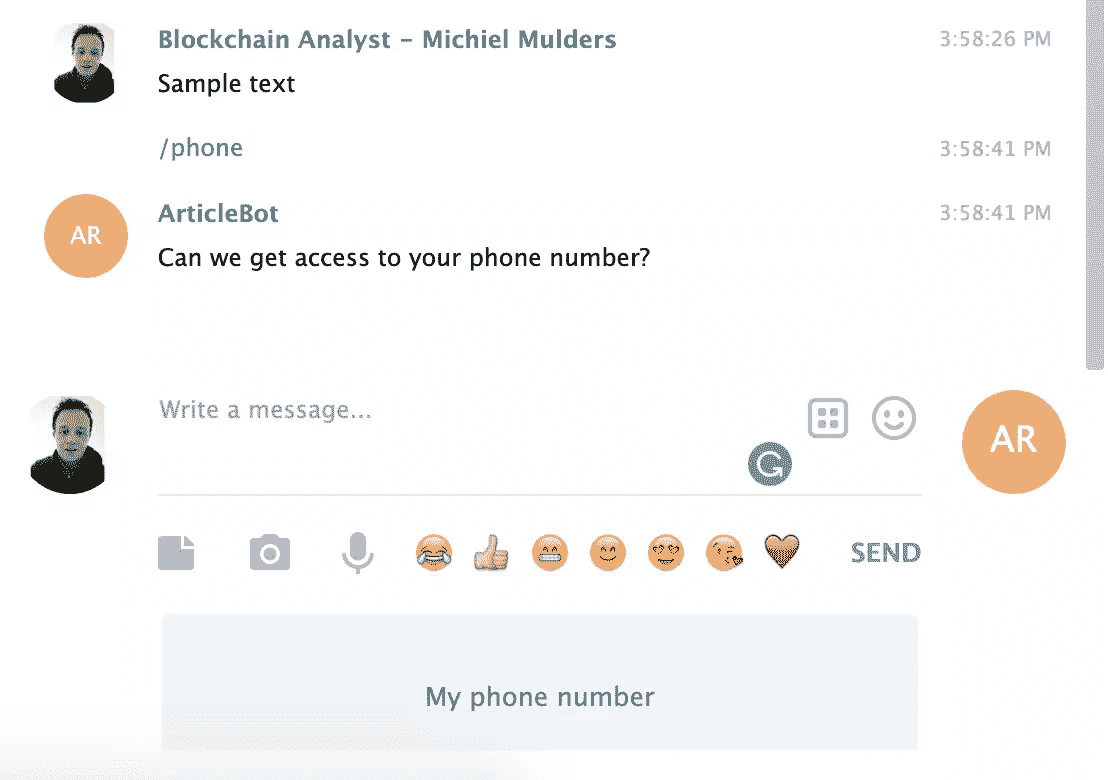 Blockchain Analyst – Michiel Mulders 3:58:26 PM
Sample text
/phone 3:58:41 PM
AR
ArticleBot 3:58:41 PM
Can we get access to your phone number?
Write a message...
AR
SEND
My phone number